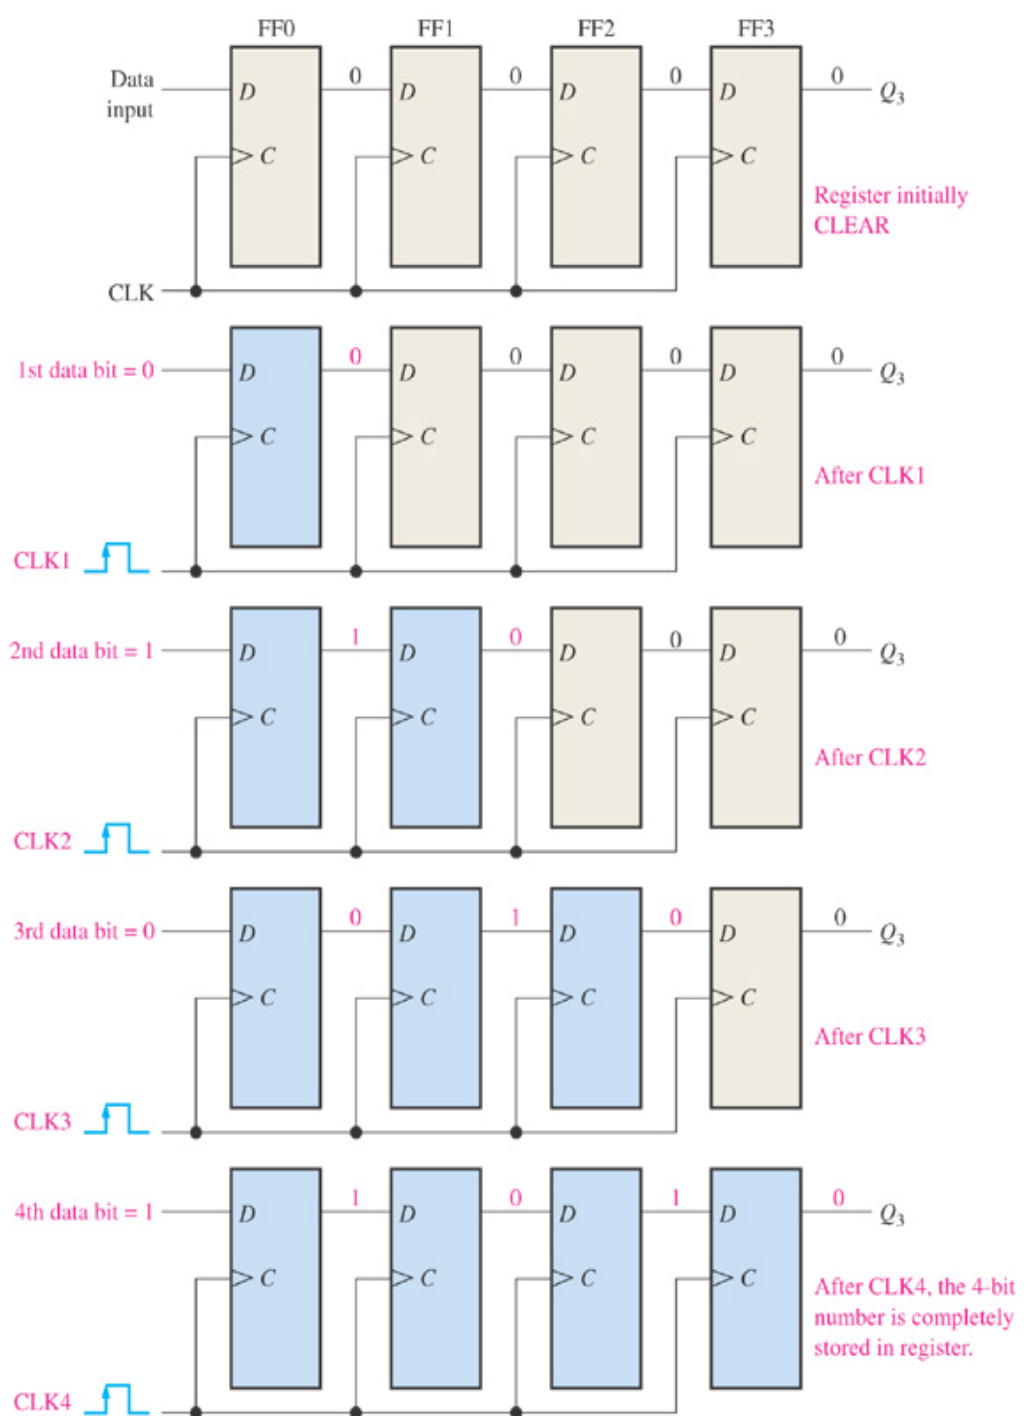 FF0 FF1 FF2 FF3
Data
input
0 0 0 0
D D D D Q3
C C C C
Register initially
CLEAR
CLK
1st data bit = 0
0 0 0 0
D D D D Q3
C C C C
After CLK1
CLK1
2nd data bit = 1
1 0 0 0
D D D D Q3
C C C C
After CLK2
CLK2
3rd data bit = 0
0 1 0 0
D D D D Q3
C C C C
After CLK3
CLK3
4th data bit = 1
1 0 1 0
D D D D Q3
C C C C
After CLK4, the 4-bit
number is completely
stored in register.
CLK4